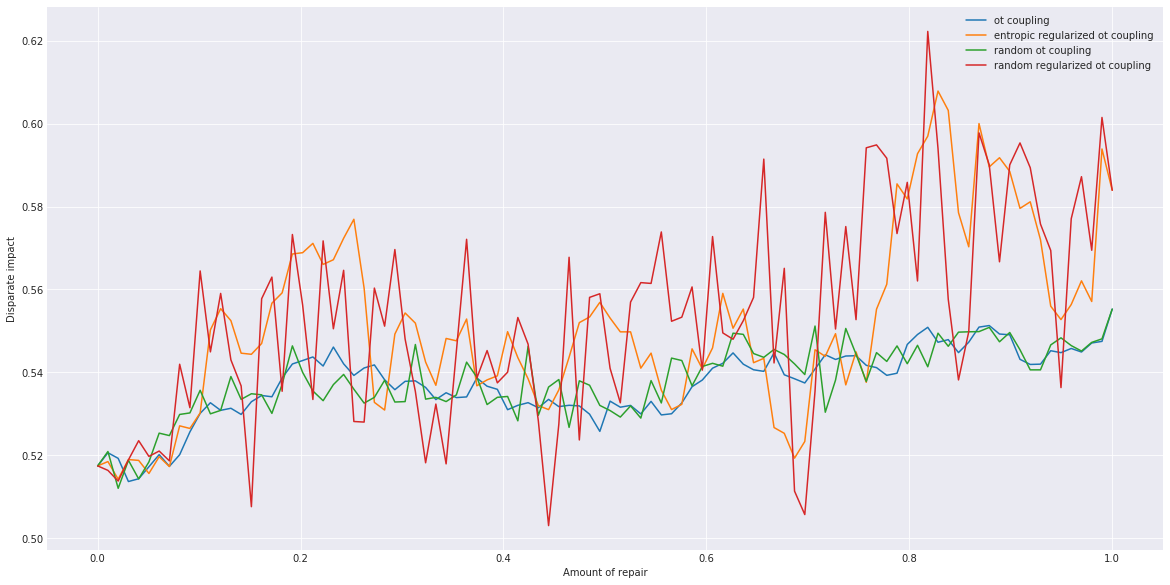 ot coupling
entropic regularized ot coupling
random ot coupling
random regularized ot coupling
0.62
0.60
0.58
0.56
0.54
0.52
0.50
Disparate impact
0.0 0.2 0.4 0.6 0.8 1.0
Amount of repair